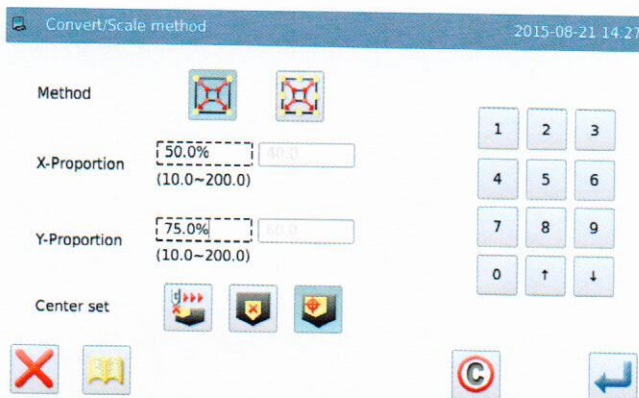 Convert/Scale method 2015-08-21 14:27
Method
X-Proportion 50.0% 40.0
(10.0~200.0)
Y-Proportion 75.0% 60.0
(10.0~200.0)
Center set
1 2 3
4 5 6
7 8 9
0 ↑ ↓
C